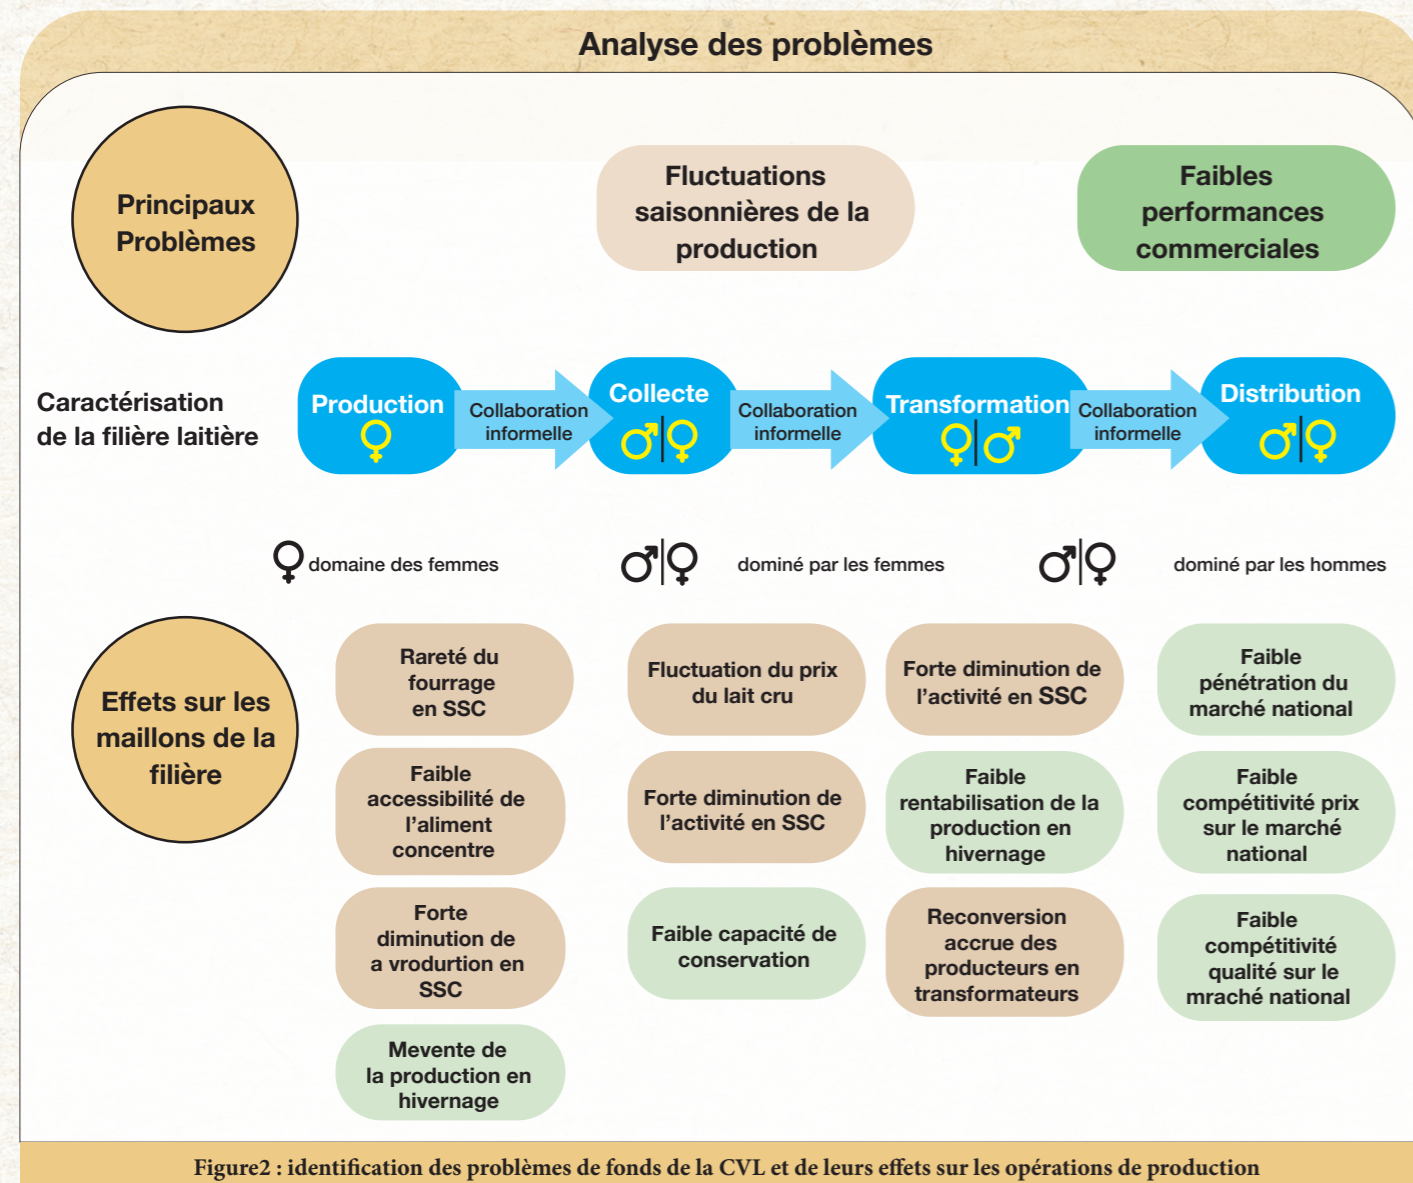 Analyse des problèmes
Principaux
Problèmes
Fluctuations
saisonnières de la
production
Faibles
performances
commerciales
Caractérisation
de la filière laitière
Production
Collaboration
informelle
Collecte
Collaboration
informelle
Transformation
Collaboration
informelle
Distribution
domaine des femmes
dominé par les femmes
dominé par les hommes
Effets sur les
maillons de la
filière
Rareté du
fourrage
en SSC
Faible
accessibilité de
l’aliment
concentre
Forte
diminution de
a vrodurtion en
SSC
Mevente de
la production en
hivernage
Fluctuation du prix
du lait cru
Forte diminution de
l’activité en SSC
Faible capacité de
conservation
Forte diminution de
l’activité en SSC
Faible
rentabilisation de la
production en
hivernage
Reconversion
accrue des
producteurs en
transformateurs
Faible
pénétration du
marché national
Faible
compétitivité prix
sur le marché
national
Faible
compétitivité
qualité sur le
mraché national
Figure2 : identification des problèmes de fonds de la CVL et de leurs effets sur les opérations de production